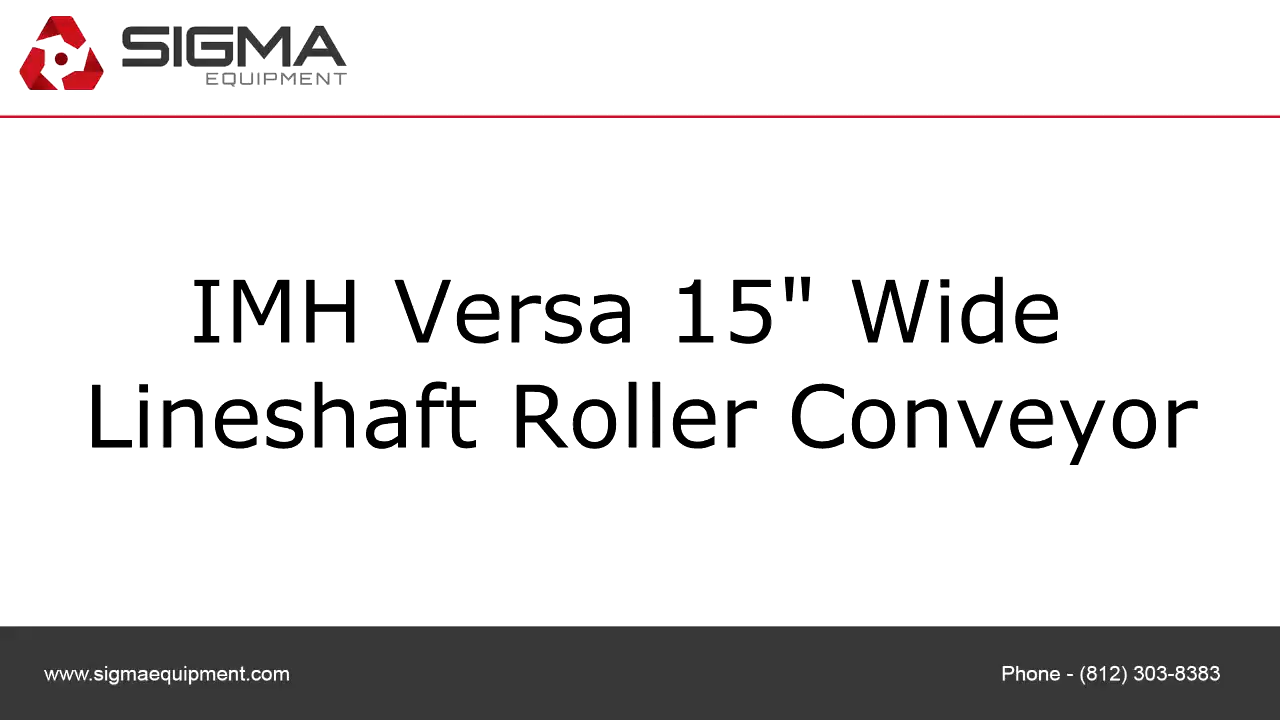 SIGMA
EQUIPMENT
IMH Versa 15" Wide
Lineshaft Roller Conveyor
www.sigmaequipment.com
Phone - (812) 303-8383